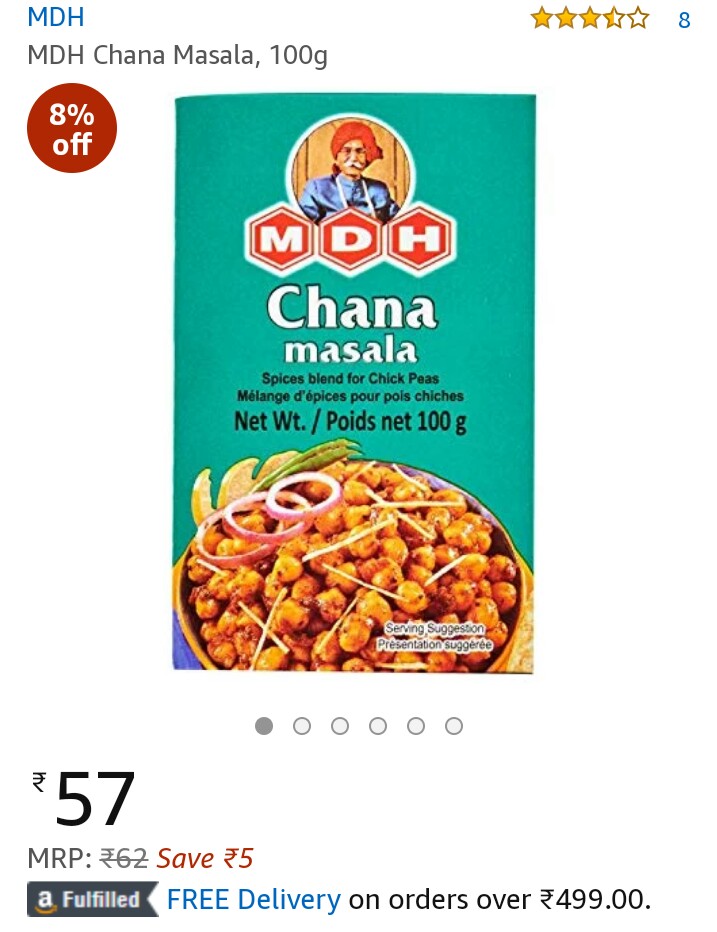 MDH
8
MDH Chana Masala, 100g
8%
off
MDH
Chana
masala
Spices blend for Chick Peas
Mélange d'épices pour pois chiches
Net Wt. / Poids net 100 g
Serving Suggestion
Présentation suggérée
₹57
MRP: ₹62 Save ₹5
a Fulfilled FREE Delivery on orders over ₹499.00.